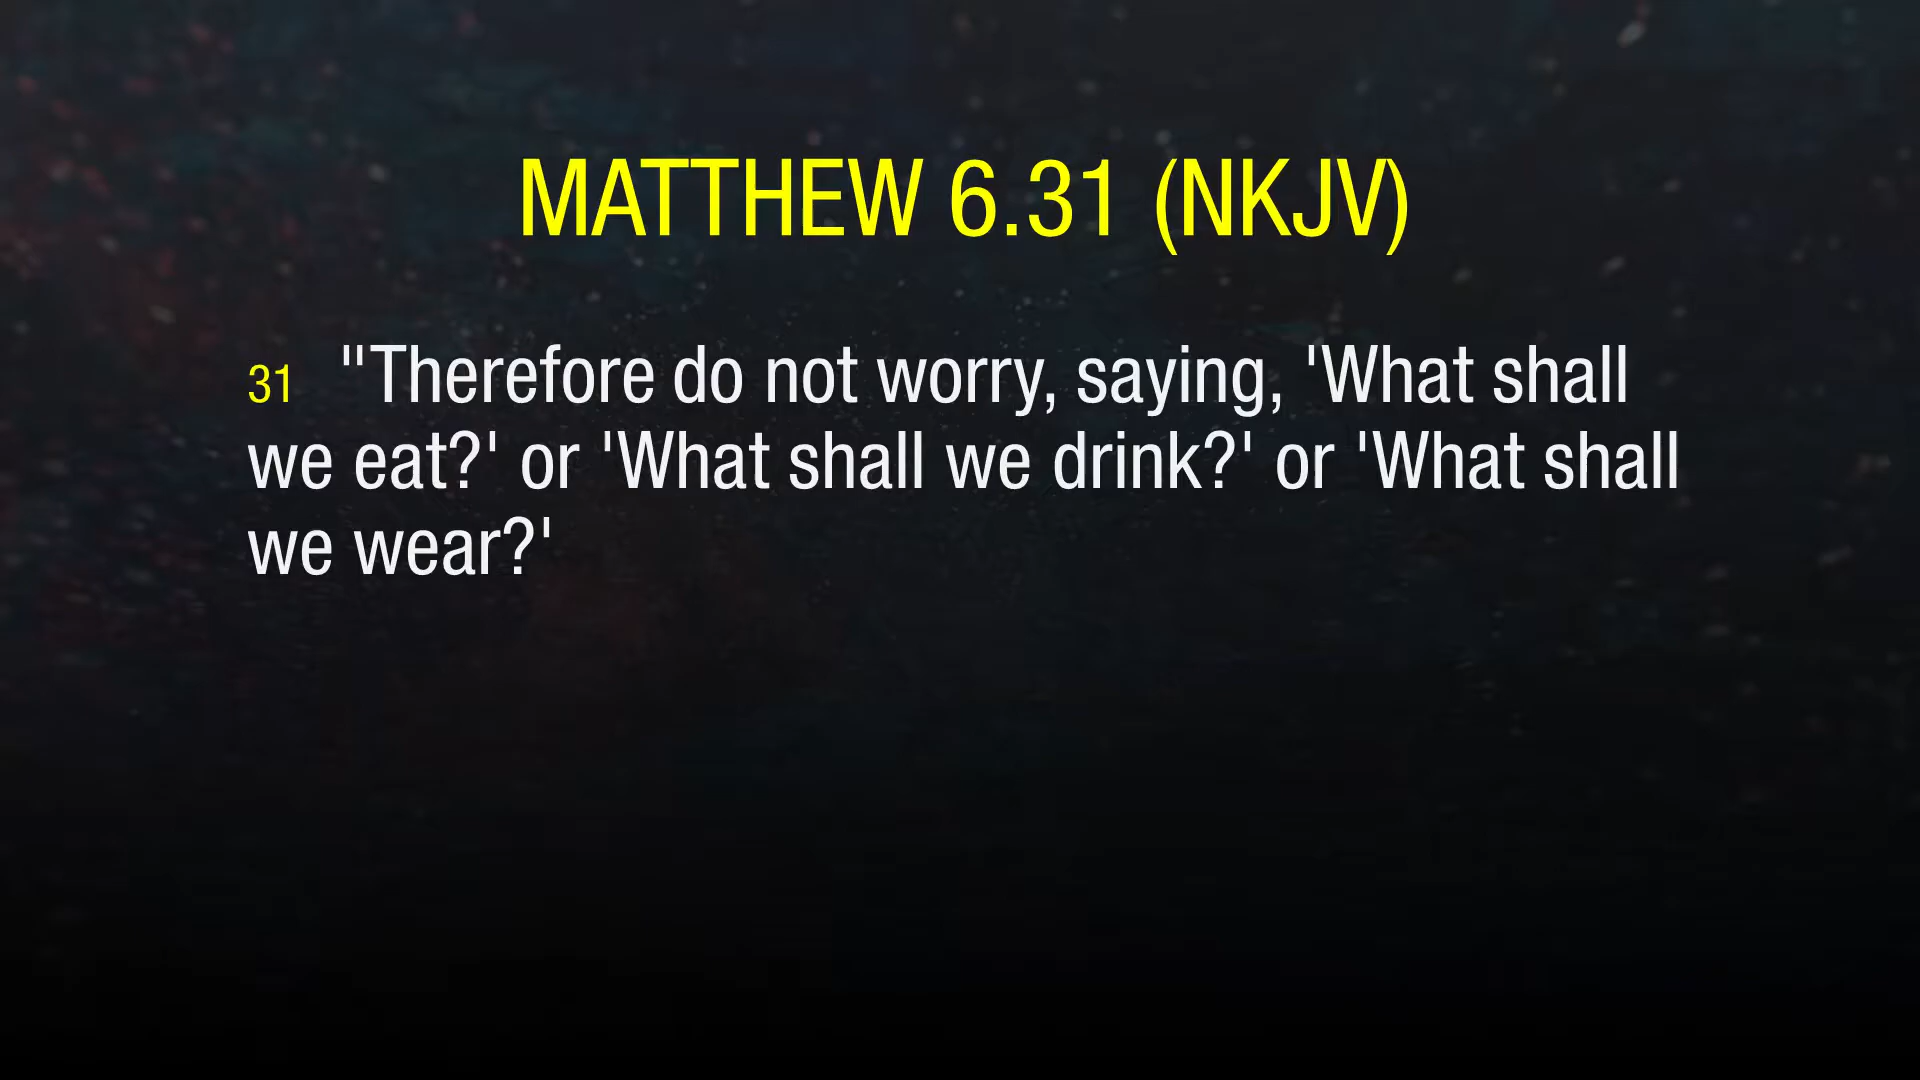 MATTHEW 6.31 (NKJV)
31 "Therefore do not worry, saying, 'What shall
we eat?' or 'What shall we drink?' or 'What shall
we wear?'